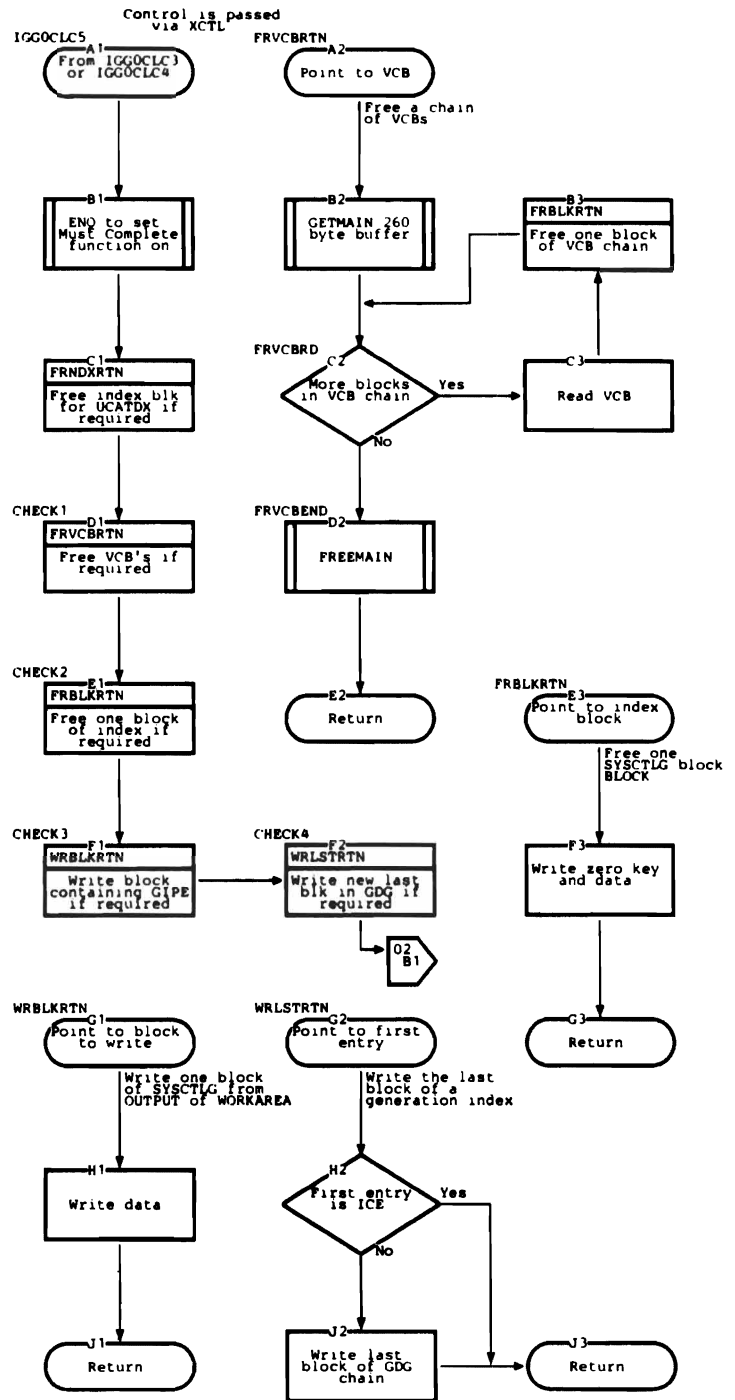 Control is passed
via XCTL
IGG0CLC5
A1
From IGG0CLC3
or IGG0CLC4
B1
ENQ to set
Must Complete
function on
C1
FRNDXRTN
Free index blk
for UCATDX if
required
CHECK1
D1
FRVCBRTN
Free VCB's if
required
CHECK2
E1
FRBLKRTN
Free one block
of index if
required
CHECK3
F1
WRBLKRTN
Write block
containing GIPE
if required
CHECK4
F2
WRLSTRTN
Write new last
blk in GDG if
required
02
B1
FRVCBRTN
A2
Point to VCB
Free a chain
of VCBs
B2
GETMAIN 260
byte buffer
FRVCBRD
C2
More blocks
in VCB chain
Yes
No
C3
Read VCB
B3
FRBLKRTN
Free one block
of VCB chain
FRVCBEND
D2
FREEMAIN
E2
Return
FRBLKRTN
E3
Point to index
block
Free one
SYSCTLG block
BLOCK
F3
Write zero key
and data
G3
Return
WRBLKRTN
G1
Point to block
to write
Write one block
of SYSCTLG from
OUTPUT of WORKAREA
H1
Write data
J1
Return
WRLSTRTN
G2
Point to first
entry
Write the last
block of a
generation index
H2
First entry
is ICE
Yes
No
J2
Write last
block of GDG
chain
J3
Return